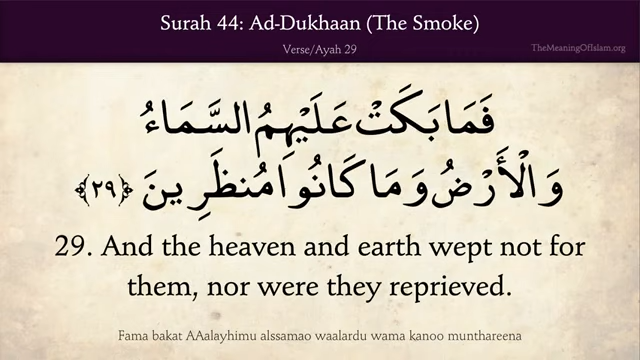 Surah 44: Ad-Dukhaan (The Smoke)
Verse/Ayah 29
TheMeaningOfIslam.org
فَمَا بَكَتْ عَلَيْهِمُ السَّمَاءُ
وَالْأَرْضُ وَمَا كَانُوا مُنظَرِينَ ﴿٢٩﴾
29. And the heaven and earth wept not for
them, nor were they reprieved.
Fama bakat AAalayhimu alssamao waalardu wama kanoo munthareena